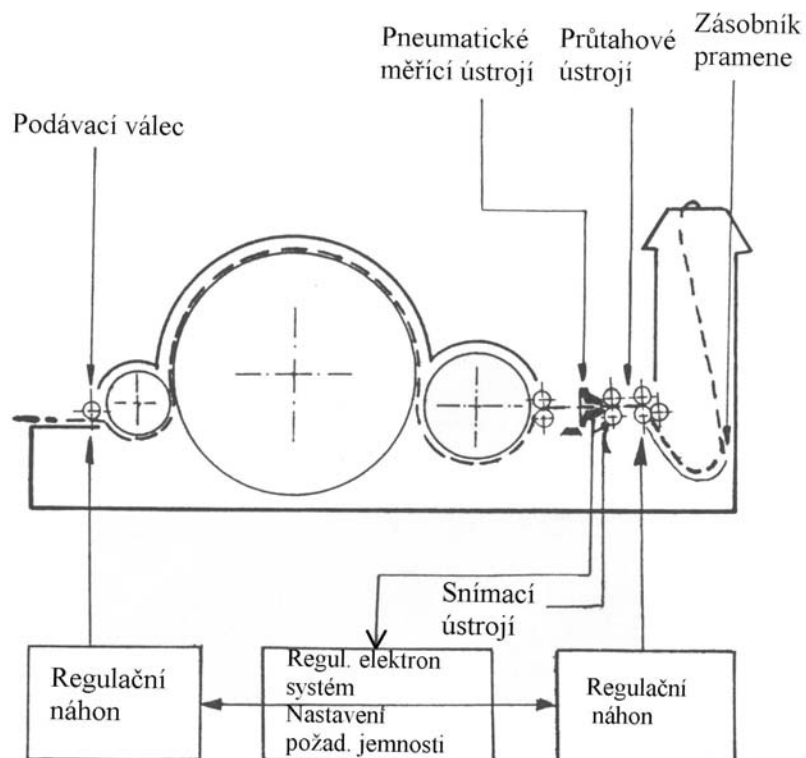 Pneumatické
měřící ústrojí
Průtahové
ústrojí
Zásobník
pramene
Podávací válec
Snímací
ústrojí
Regulační
náhon
Regul. elektron
systém
Nastavení
požad. jemnosti
Regulační
náhon